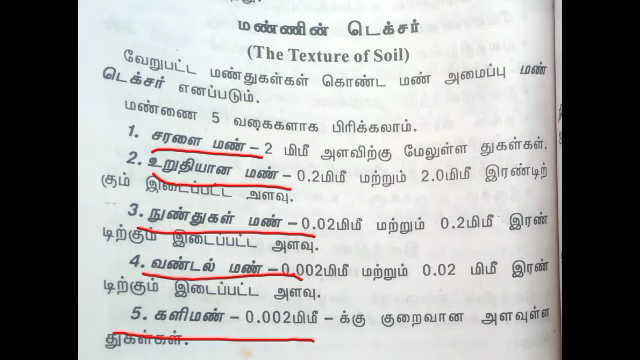 மண்ணின் டெக்சர்
(The Texture of Soil)
வேறுபட்ட மண்துகள்கள் கொண்ட மண் அமைப்பு மண்
டெக்சர் எனப்படும்.
மண்ணை 5 வகைகளாக பிரிக்கலாம்.
1. சரளை மண் – 2 மிமீ அளவிற்கு மேலுள்ள துகள்கள்.
2. உறுதியான மண் – 0.2மிமீ மற்றும் 2.0மிமீ இரண்டிற்
கும் இடைப்பட்ட அளவு.
3. நுண்துகள் மண் – 0.02மிமீ மற்றும் 0.2மிமீ இரண்
டிற்கும் இடைப்பட்ட அளவு.
4. வண்டல் மண் – 0.002மிமீ மற்றும் 0.02 மிமீ இரண்
டிற்கும் இடைப்பட்ட அளவு.
5. களிமண் – 0.002மிமீ – க்கு குறைவான அளவுள்ள
துகள்கள்.